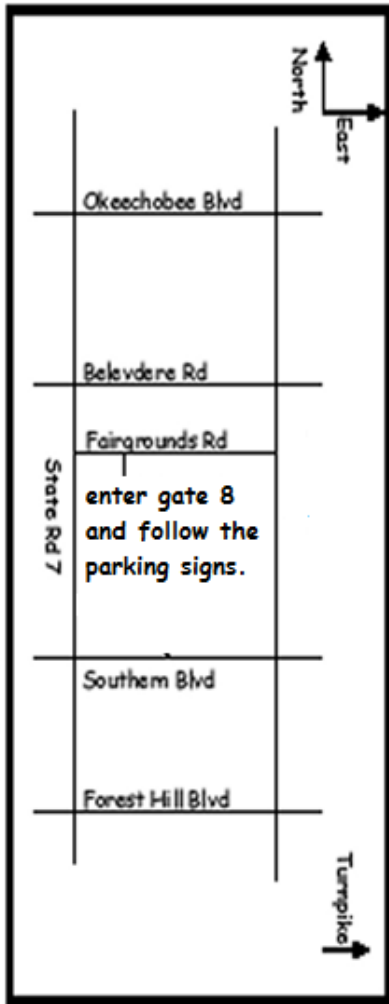 North
East
Okeechobee Blvd
Belevdere Rd
Fairgrounds Rd
State Rd 7
enter gate 8
and follow the
parking signs.
Southern Blvd
Forest Hill Blvd
Turnpike